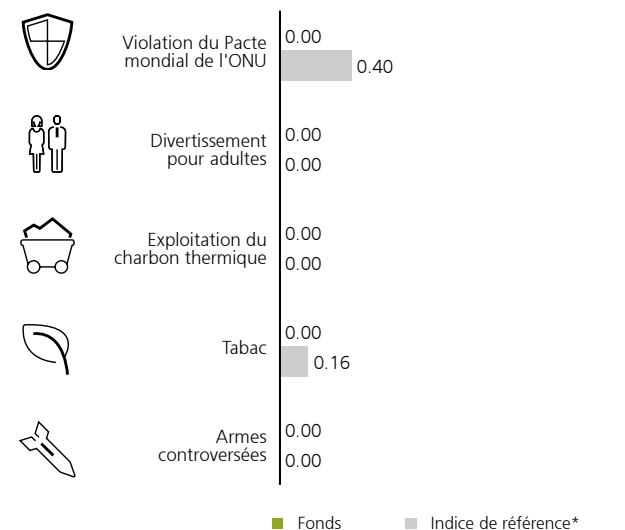 Violation du Pacte
mondial de l'ONU
0.00
0.40
Divertissement
pour adultes
0.00
0.00
Exploitation du
charbon thermique
0.00
0.00
Tabac
0.00
0.16
Armes
controversées
0.00
0.00
Fonds
Indice de référence*